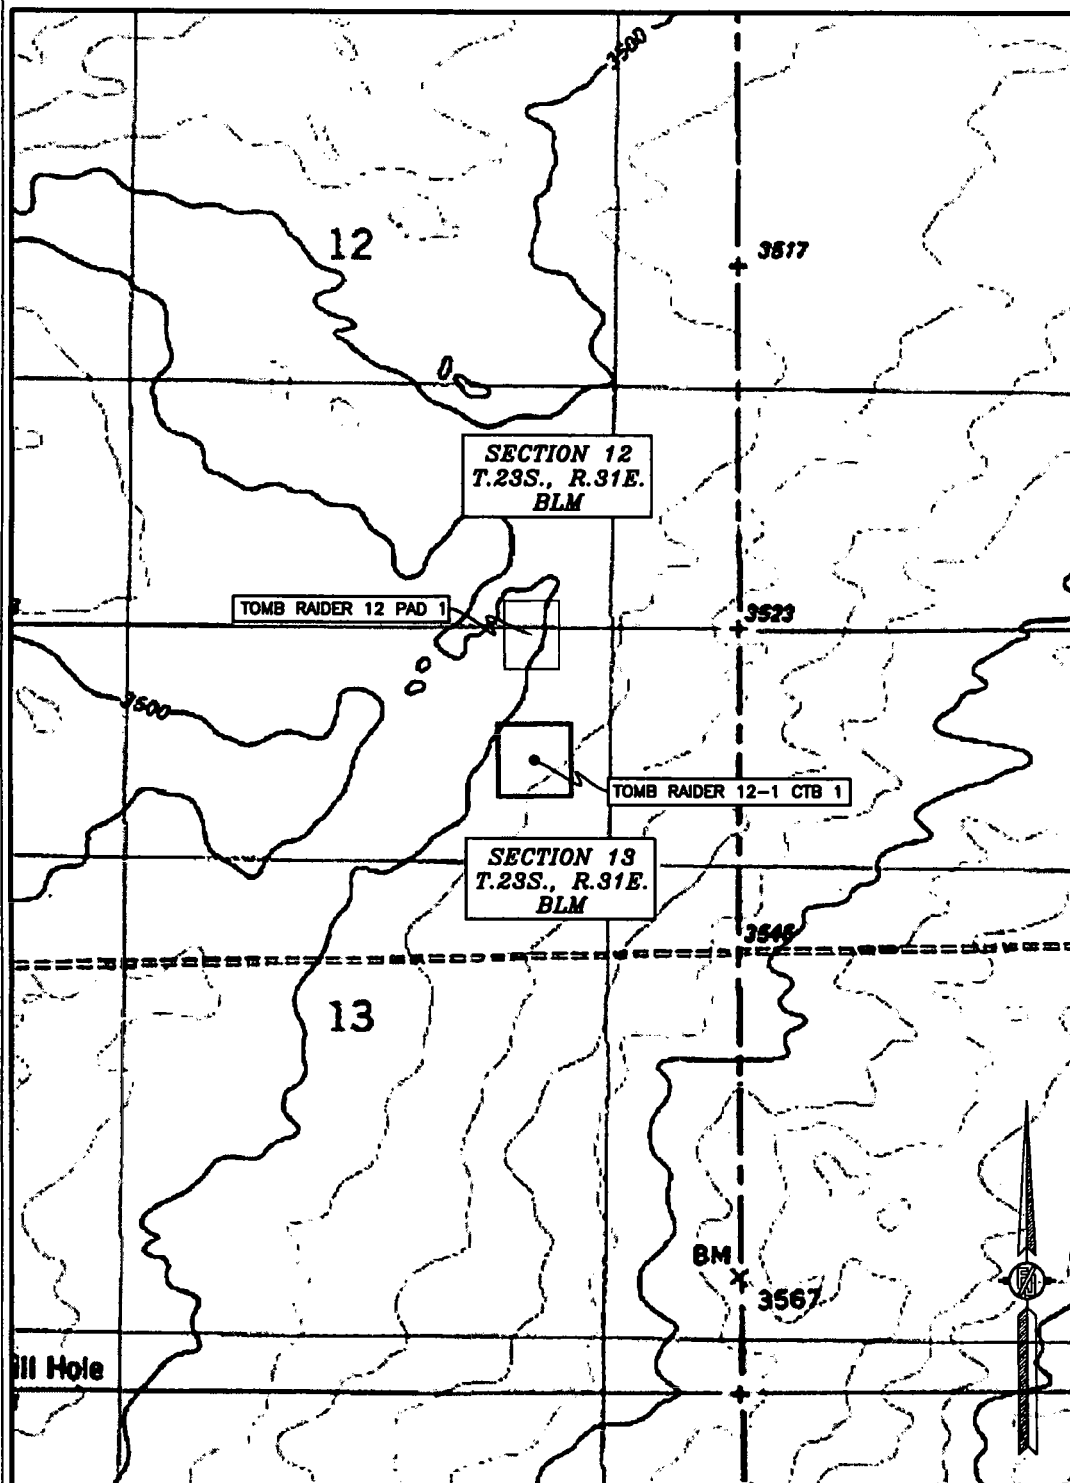 3500
12
3517
SECTION 12
T.23S., R.31E.
BLM
TOMB RAIDER 12 PAD 1
3523
3500
TOMB RAIDER 12-1 CTB 1
SECTION 13
T.23S., R.31E.
BLM
3546
13
BM
3567
ill Hole